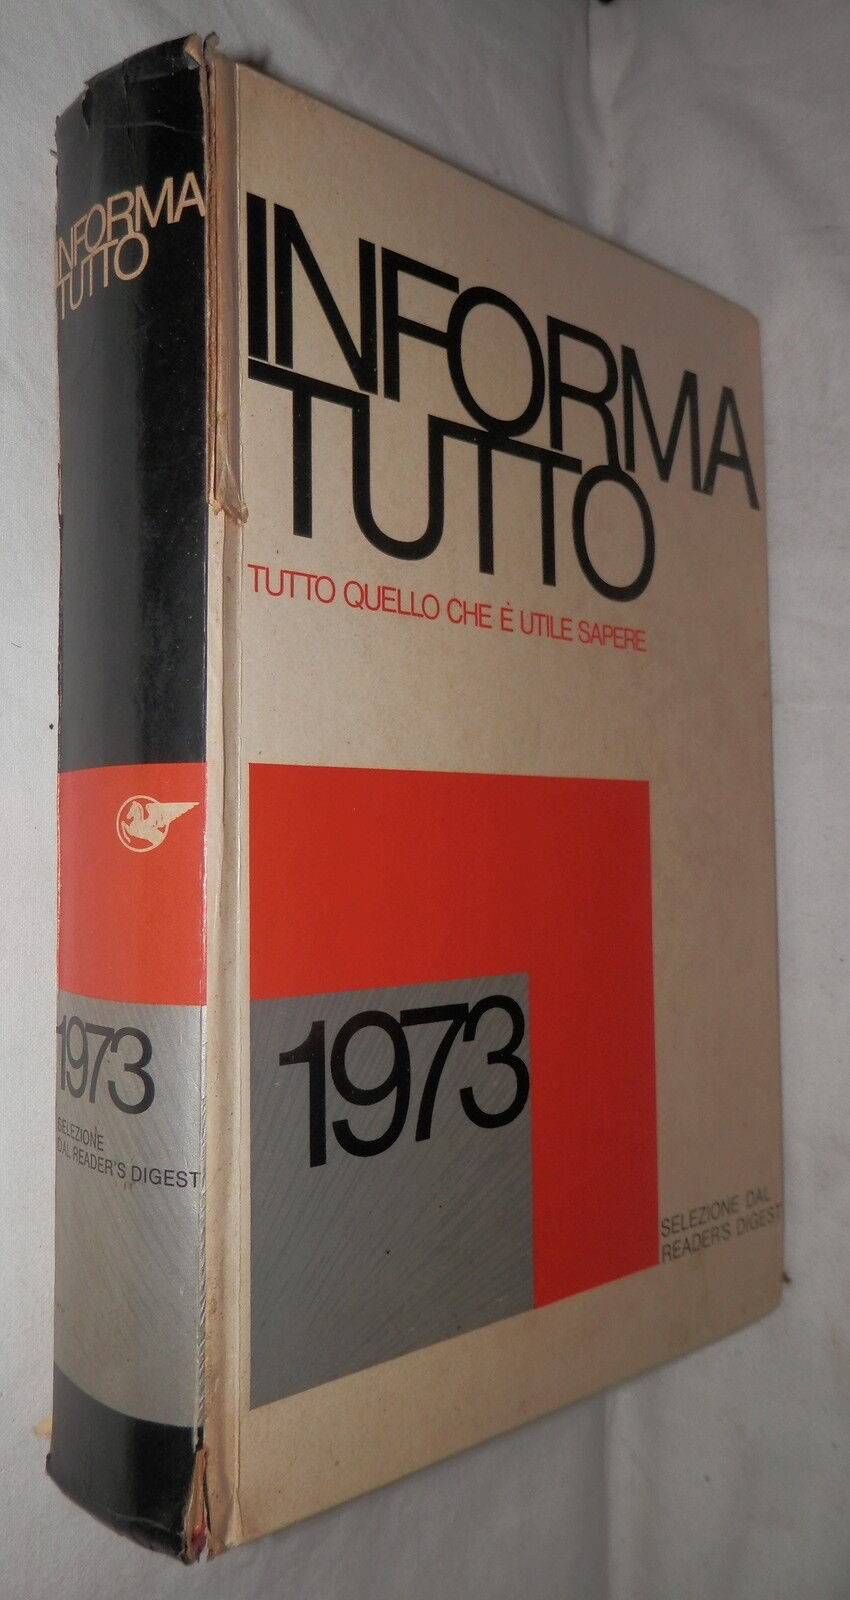 INFORMA
TUTTO
1973
SELEZIONE
DAL READER'S DIGEST
INFORMA
TUTTO
TUTTO QUELLO CHE È UTILE SAPERE
1973
SELEZIONE DAL
READER'S DIGEST